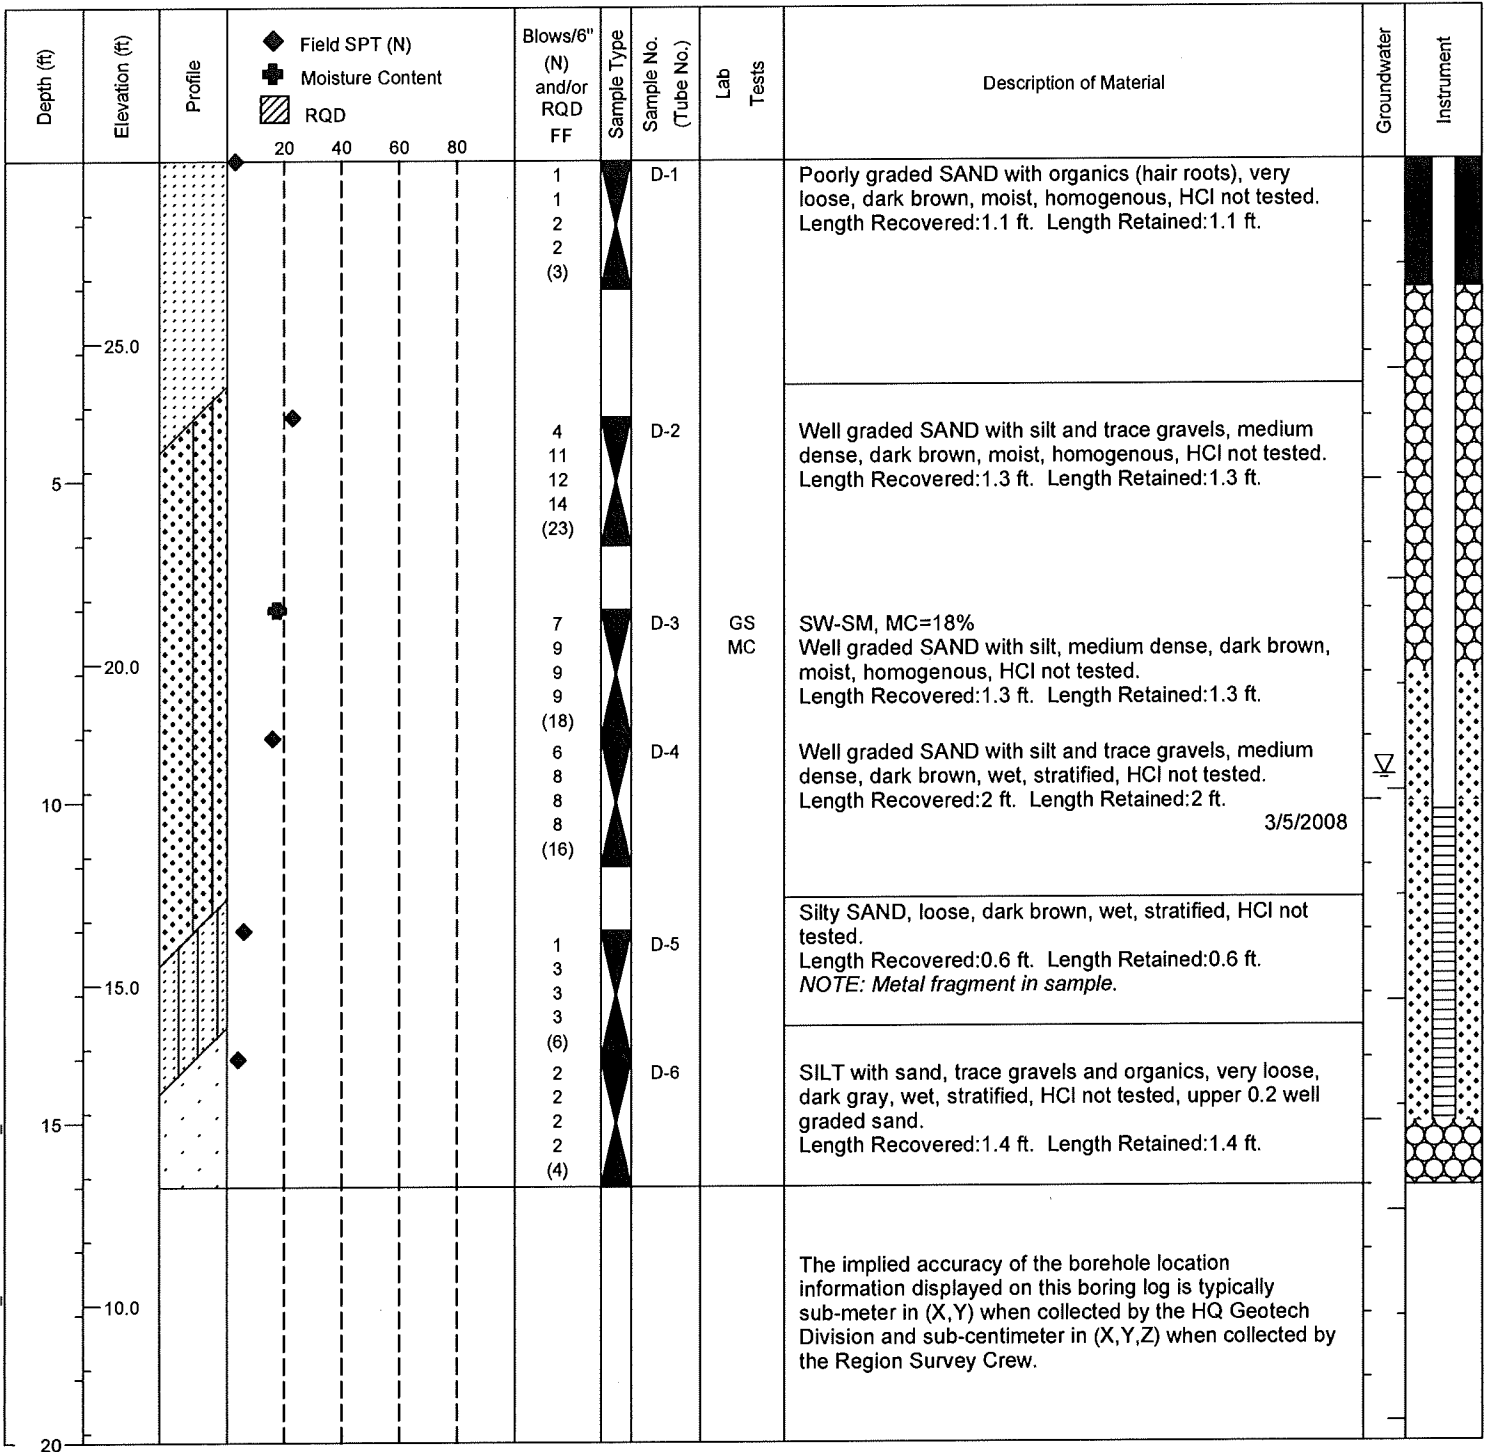 Depth (ft)
Elevation (ft)
Profile
Field SPT (N)
Moisture Content
RQD
20 40 60 80
Blows/6"
(N)
and/or
RQD
FF
Sample Type
Sample No.
(Tube No.)
Lab
Tests
Description of Material
Groundwater
Instrument
1
1
2
2
(3)
D-1
Poorly graded SAND with organics (hair roots), very
loose, dark brown, moist, homogenous, HCl not tested.
Length Recovered:1.1 ft. Length Retained:1.1 ft.
25.0
5
4
11
12
14
(23)
D-2
Well graded SAND with silt and trace gravels, medium
dense, dark brown, moist, homogenous, HCl not tested.
Length Recovered:1.3 ft. Length Retained:1.3 ft.
20.0
7
9
9
9
(18)
D-3
GS
MC
SW-SM, MC=18%
Well graded SAND with silt, medium dense, dark brown,
moist, homogenous, HCl not tested.
Length Recovered:1.3 ft. Length Retained:1.3 ft.
10
6
8
8
8
(16)
D-4
Well graded SAND with silt and trace gravels, medium
dense, dark brown, wet, stratified, HCl not tested.
Length Recovered:2 ft. Length Retained:2 ft.
3/5/2008
15.0
1
3
3
3
(6)
D-5
Silty SAND, loose, dark brown, wet, stratified, HCl not
tested.
Length Recovered:0.6 ft. Length Retained:0.6 ft.
NOTE: Metal fragment in sample.
15
2
2
2
2
(4)
D-6
SILT with sand, trace gravels and organics, very loose,
dark gray, wet, stratified, HCl not tested, upper 0.2 well
graded sand.
Length Recovered:1.4 ft. Length Retained:1.4 ft.
10.0
The implied accuracy of the borehole location
information displayed on this boring log is typically
sub-meter in (X,Y) when collected by the HQ Geotech
Division and sub-centimeter in (X,Y,Z) when collected by
the Region Survey Crew.
20